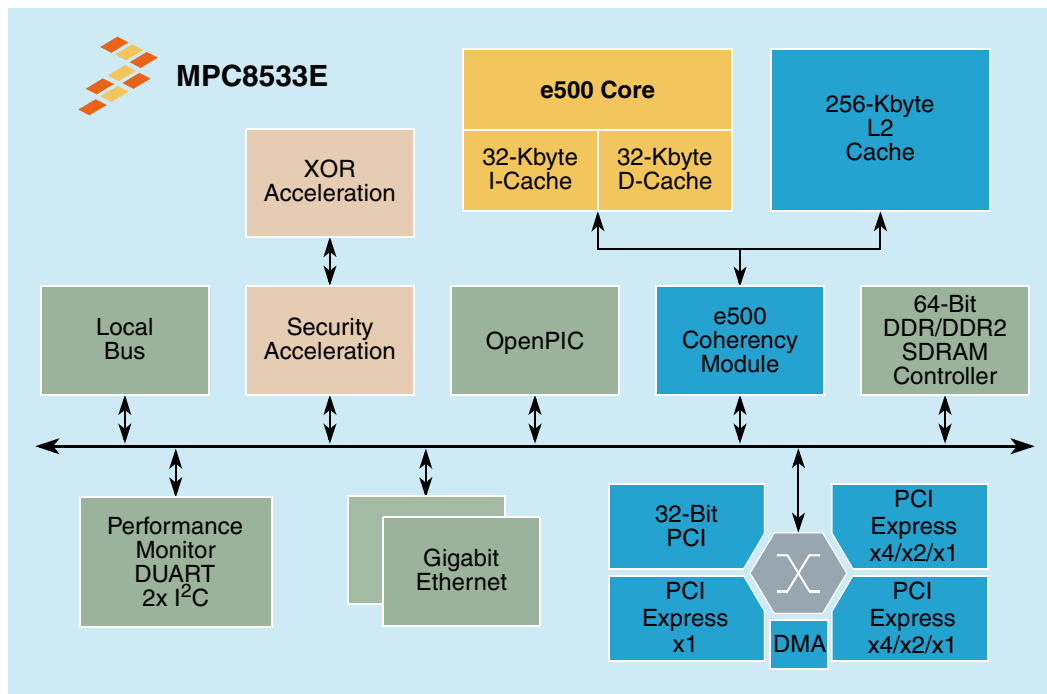 MPC8533E
e500 Core
32-Kbyte
I-Cache
32-Kbyte
D-Cache
256-Kbyte
L2
Cache
XOR
Acceleration
Local
Bus
Security
Acceleration
OpenPIC
e500
Coherency
Module
64-Bit
DDR/DDR2
SDRAM
Controller
Performance
Monitor
DUART
2x I²C
Gigabit
Ethernet
32-Bit
PCI
PCI
Express
x4/x2/x1
PCI
Express
x1
DMA
PCI
Express
x4/x2/x1